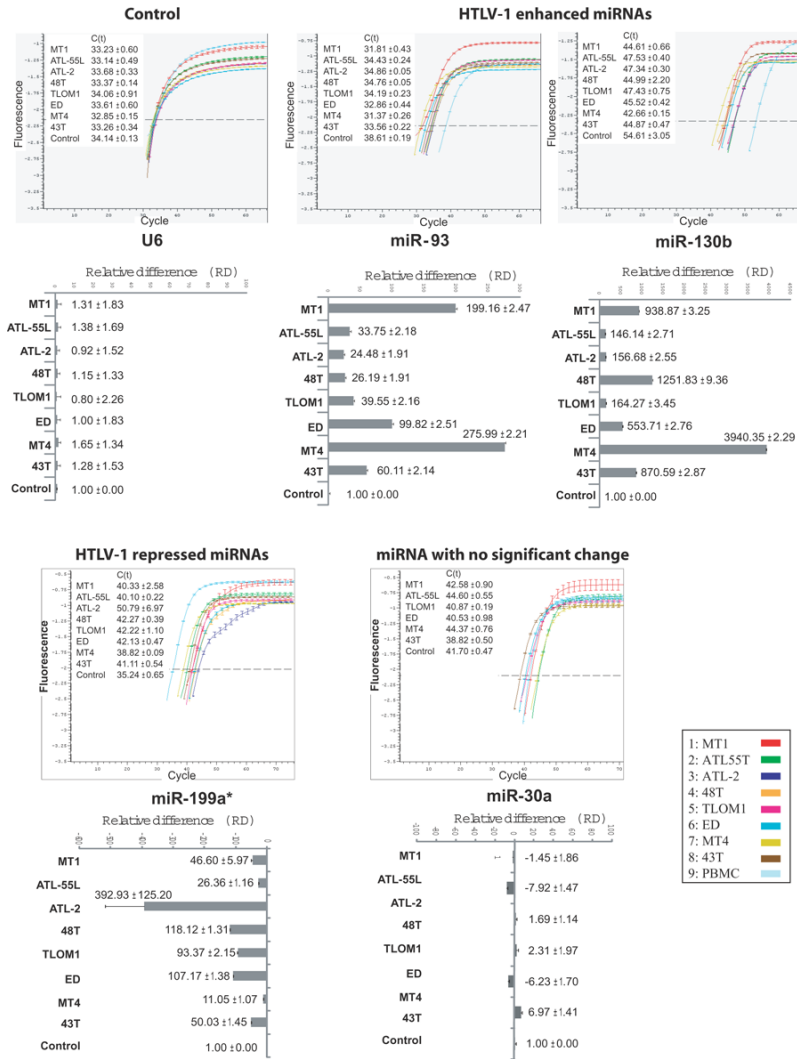 Control
HTLV-1 enhanced miRNAs
Fluorescence
C(t)
MT1 33.23 ± 0.60
ATL-55L 33.14 ± 0.49
ATL-2 33.68 ± 0.33
48T 33.37 ± 0.14
TLOM1 34.06 ± 0.91
ED 33.61 ± 0.60
MT4 32.85 ± 0.15
43T 33.26 ± 0.34
Control 34.14 ± 0.13
Cycle
U6
Fluorescence
C(t)
MT1 31.81 ± 0.43
ATL-55L 34.43 ± 0.24
ATL-2 34.86 ± 0.05
48T 34.76 ± 0.05
TLOM1 34.19 ± 0.23
ED 32.86 ± 0.44
MT4 31.37 ± 0.26
43T 33.56 ± 0.22
Control 38.61 ± 0.19
Cycle
miR-93
C(t)
MT1 44.61 ± 0.66
ATL-55L 47.53 ± 0.40
ATL-2 47.34 ± 0.30
48T 44.99 ± 2.20
TLOM1 47.43 ± 0.75
ED 45.52 ± 0.42
MT4 42.66 ± 0.15
43T 44.87 ± 0.47
Control 54.61 ± 3.05
Cycle
miR-130b
Relative difference (RD)
MT1 1.31 ±1.83
ATL-55L 1.38 ±1.69
ATL-2 0.92 ±1.52
48T 1.15 ±1.33
TLOM1 0.80 ±2.26
ED 1.00 ±1.83
MT4 1.65 ±1.34
43T 1.28 ±1.53
Control 1.00 ±0.00
Relative difference (RD)
MT1 199.16 ±2.47
ATL-55L 33.75 ±2.18
ATL-2 24.48 ±1.91
48T 26.19 ±1.91
TLOM1 39.55 ±2.16
ED 99.82 ±2.51
MT4 275.99 ±2.21
43T 60.11 ±2.14
Control 1.00 ±0.00
Relative difference (RD)
MT1 938.87 ±3.25
ATL-55L 146.14 ±2.71
ATL-2 156.68 ±2.55
48T 1251.83 ±9.36
TLOM1 164.27 ±3.45
ED 553.71 ±2.76
MT4 3940.35 ±2.29
43T 870.59 ±2.87
Control 1.00 ±0.00
HTLV-1 repressed miRNAs
Fluorescence
C(t)
MT1 40.33 ± 2.58
ATL-55L 40.10 ± 0.22
ATL-2 50.79 ± 6.97
48T 42.27 ± 0.39
TLOM1 42.22 ± 1.10
ED 42.13 ± 0.47
MT4 38.82 ± 0.09
43T 41.11 ± 0.54
Control 35.24 ± 0.65
Cycle
miR-199a*
miRNA with no significant change
Fluorescence
C(t)
MT1 42.58 ± 0.90
ATL-55L 44.60 ± 0.55
TLOM1 40.87 ± 0.19
ED 40.53 ± 0.98
MT4 44.37 ± 0.76
43T 38.82 ± 0.50
Control 41.70 ± 0.47
Cycle
miR-30a
1: MT1
2: ATL55T
3: ATL-2
4: 48T
5: TLOM1
6: ED
7: MT4
8: 43T
9: PBMC
Relative difference (RD)
MT1 46.60 ±5.97
ATL-55L 26.36 ±1.16
ATL-2 392.93 ±125.20
48T 118.12 ±1.31
TLOM1 93.37 ±2.15
ED 107.17 ±1.38
MT4 11.05 ±1.07
43T 50.03 ±1.45
Control 1.00 ±0.00
Relative difference (RD)
MT1 -1.45 ±1.86
ATL-55L -7.92 ±1.47
ATL-2
48T 1.69 ±1.14
TLOM1 2.31 ±1.97
ED -6.23 ±1.70
MT4
43T 6.97 ±1.41
Control 1.00 ±0.00